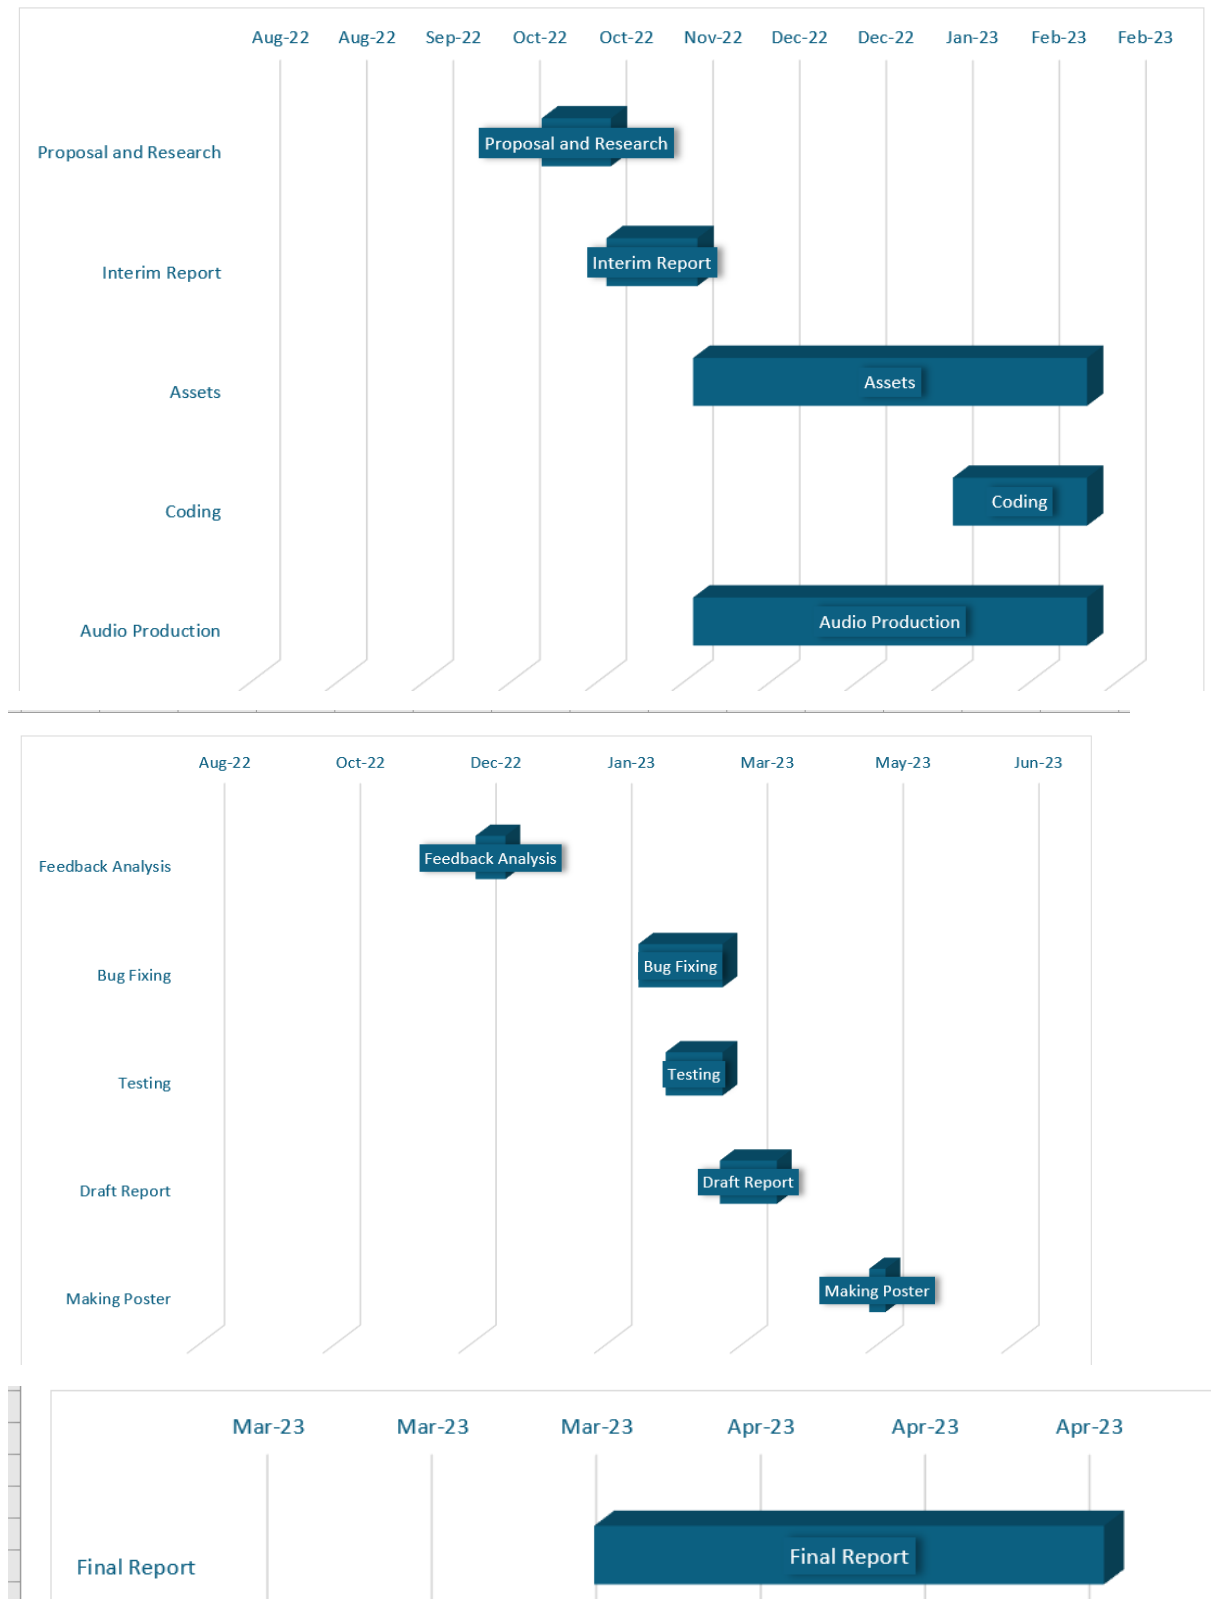 Aug-22 Aug-22 Sep-22 Oct-22 Oct-22 Nov-22 Dec-22 Dec-22 Jan-23 Feb-23 Feb-23
Proposal and Research Proposal and Research
Interim Report Interim Report
Assets Assets
Coding Coding
Audio Production Audio Production
Aug-22 Oct-22 Dec-22 Jan-23 Mar-23 May-23 Jun-23
Feedback Analysis Feedback Analysis
Bug Fixing Bug Fixing
Testing Testing
Draft Report Draft Report
Making Poster Making Poster
Mar-23 Mar-23 Mar-23 Apr-23 Apr-23 Apr-23
Final Report Final Report